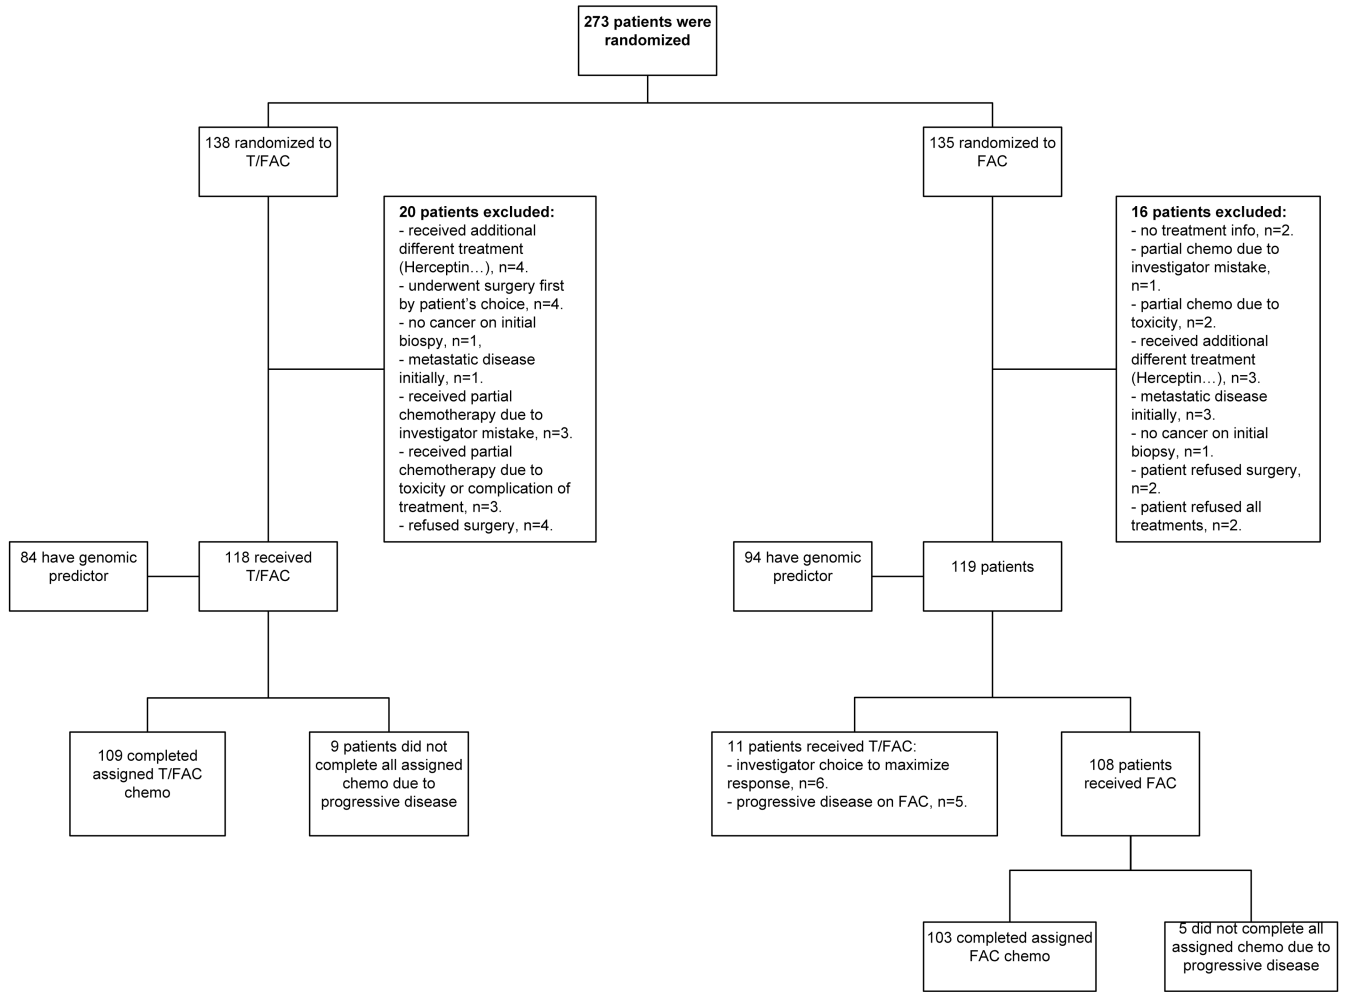 273 patients were
randomized
138 randomized to
T/FAC
135 randomized to
FAC
20 patients excluded:
- received additional
different treatment
(Herceptin…), n=4.
- underwent surgery first
by patient's choice, n=4.
- no cancer on initial
biospy, n=1,
- metastatic disease
initially, n=1.
- received partial
chemotherapy due to
investigator mistake, n=3.
- received partial
chemotherapy due to
toxicity or complication of
treatment, n=3.
- refused surgery, n=4.
16 patients excluded:
- no treatment info, n=2.
- partial chemo due to
investigator mistake,
n=1.
- partial chemo due to
toxicity, n=2.
- received additional
different treatment
(Herceptin…), n=3.
- metastatic disease
initially, n=3.
- no cancer on initial
biopsy, n=1.
- patient refused surgery,
n=2.
- patient refused all
treatments, n=2.
84 have genomic
predictor
118 received
T/FAC
94 have genomic
predictor
119 patients
109 completed
assigned T/FAC
chemo
9 patients did not
complete all assigned
chemo due to
progressive disease
11 patients received T/FAC:
- investigator choice to maximize
response, n=6.
- progressive disease on FAC, n=5.
108 patients
received FAC
103 completed assigned
FAC chemo
5 did not complete all
assigned chemo due to
progressive disease